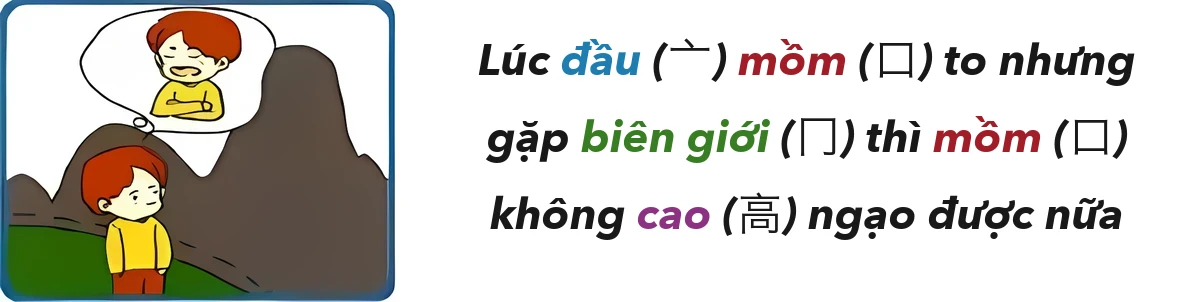 Lúc đầu (亠) mồm (口) to nhưng
gặp biên giới (冂) thì mồm (口)
không cao (高) ngạo được nữa